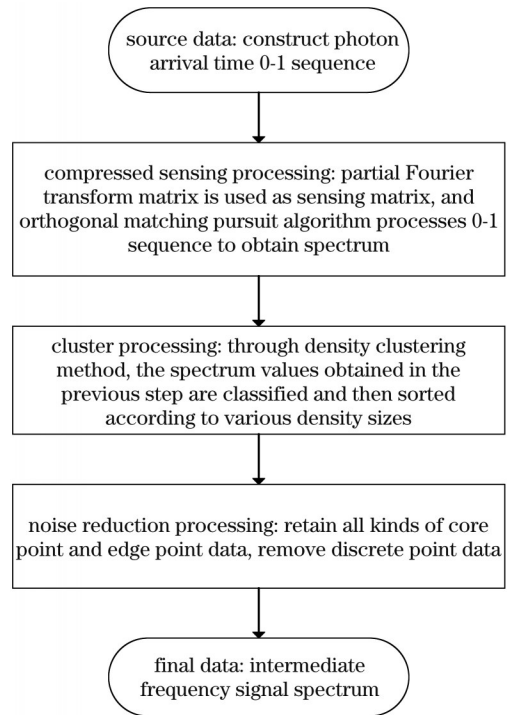 source data: construct photon
arrival time 0-1 sequence
compressed sensing processing: partial Fourier
transform matrix is used as sensing matrix, and
orthogonal matching pursuit algorithm processes 0-1
sequence to obtain spectrum
cluster processing: through density clustering
method, the spectrum values obtained in the
previous step are classified and then sorted
according to various density sizes
noise reduction processing: retain all kinds of core
point and edge point data, remove discrete point data
final data: intermediate
frequency signal spectrum